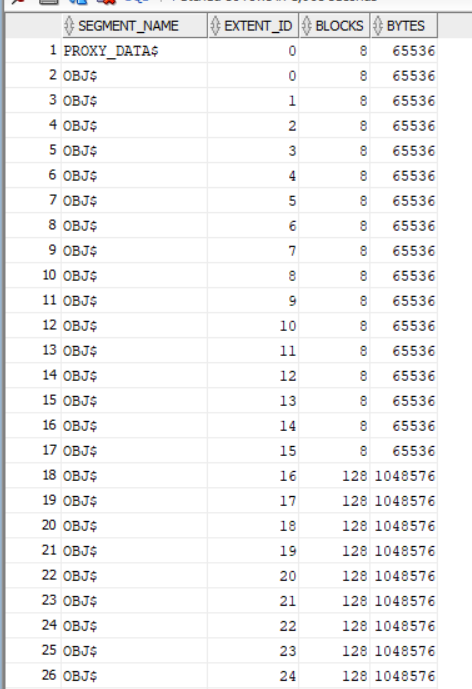 SEGMENT_NAME EXTENT_ID BLOCKS BYTES
1 PROXY_DATA$ 0 8 65536
2 OBJ$ 0 8 65536
3 OBJ$ 1 8 65536
4 OBJ$ 2 8 65536
5 OBJ$ 3 8 65536
6 OBJ$ 4 8 65536
7 OBJ$ 5 8 65536
8 OBJ$ 6 8 65536
9 OBJ$ 7 8 65536
10 OBJ$ 8 8 65536
11 OBJ$ 9 8 65536
12 OBJ$ 10 8 65536
13 OBJ$ 11 8 65536
14 OBJ$ 12 8 65536
15 OBJ$ 13 8 65536
16 OBJ$ 14 8 65536
17 OBJ$ 15 8 65536
18 OBJ$ 16 128 1048576
19 OBJ$ 17 128 1048576
20 OBJ$ 18 128 1048576
21 OBJ$ 19 128 1048576
22 OBJ$ 20 128 1048576
23 OBJ$ 21 128 1048576
24 OBJ$ 22 128 1048576
25 OBJ$ 23 128 1048576
26 OBJ$ 24 128 1048576